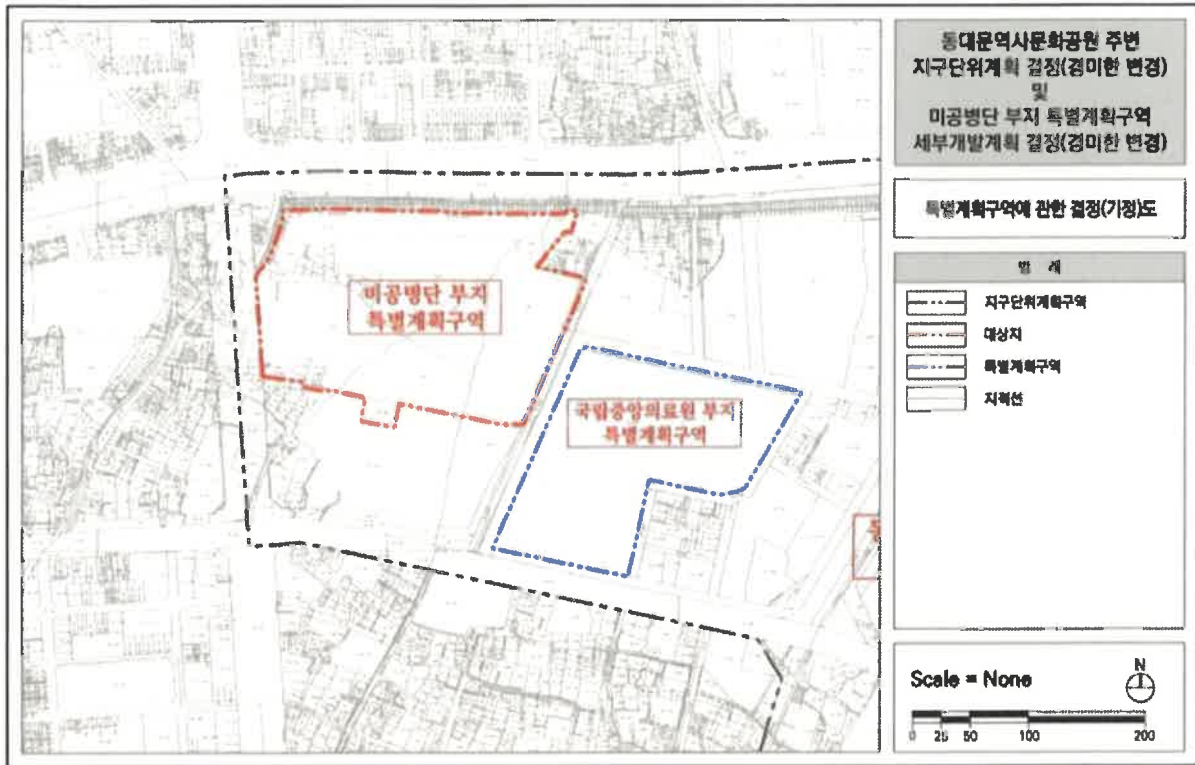 동대문역사문화공원 주변
지구단위계획 결정(경미한 변경)
및
미공병단 부지 특별계획구역
세부개발계획 결정(경미한 변경)
특별계획구역에 관한 결정(기정)도
범 례
지구단위계획구역
대상지
특별계획구역
지적선
미공병단 부지
특별계획구역
국립중앙의료원 부지
특별계획구역
Scale = None
N
0 25 50 100 200